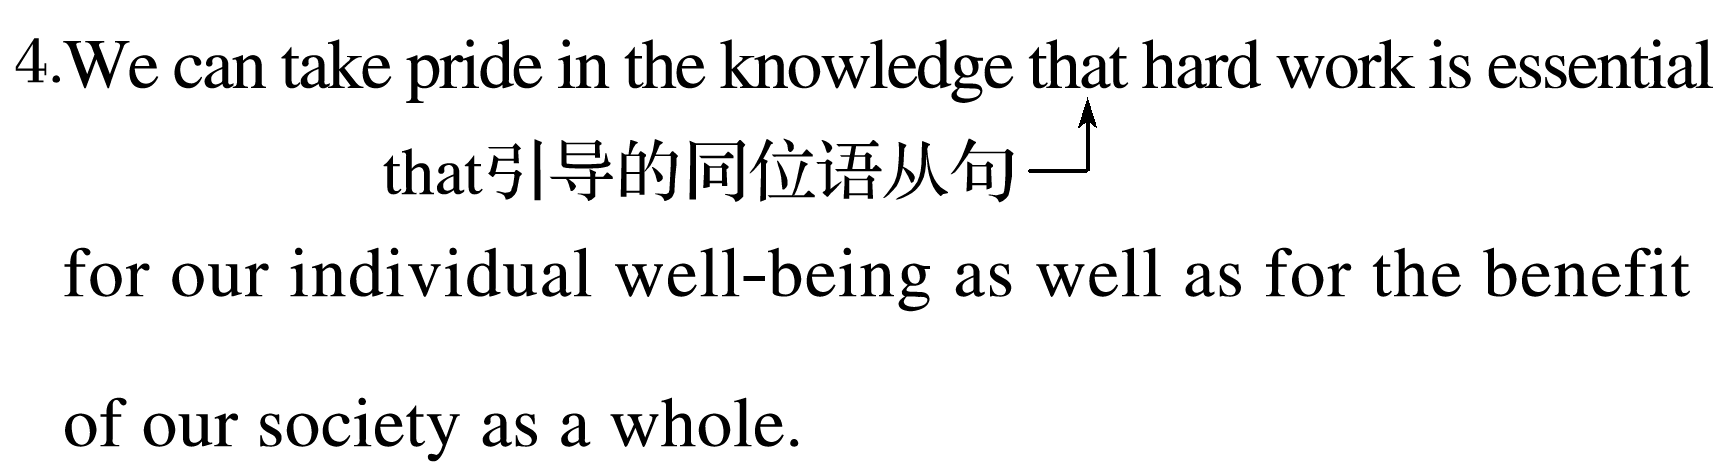 4.We can take pride in the knowledge that hard work is essential
that引导的同位语从句
for our individual well-being as well as for the benefit
of our society as a whole.